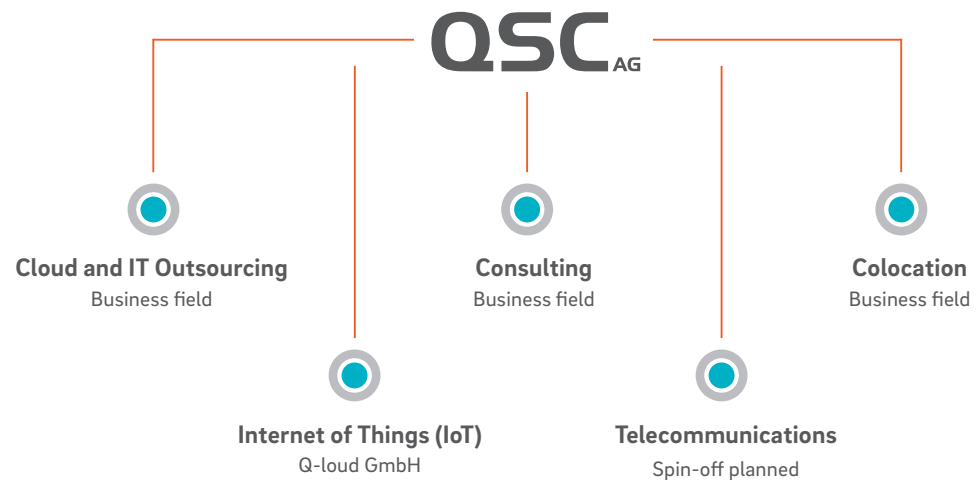 QSC AG
Cloud and IT Outsourcing
Business field
Consulting
Business field
Colocation
Business field
Internet of Things (IoT)
Q-loud GmbH
Telecommunications
Spin-off planned